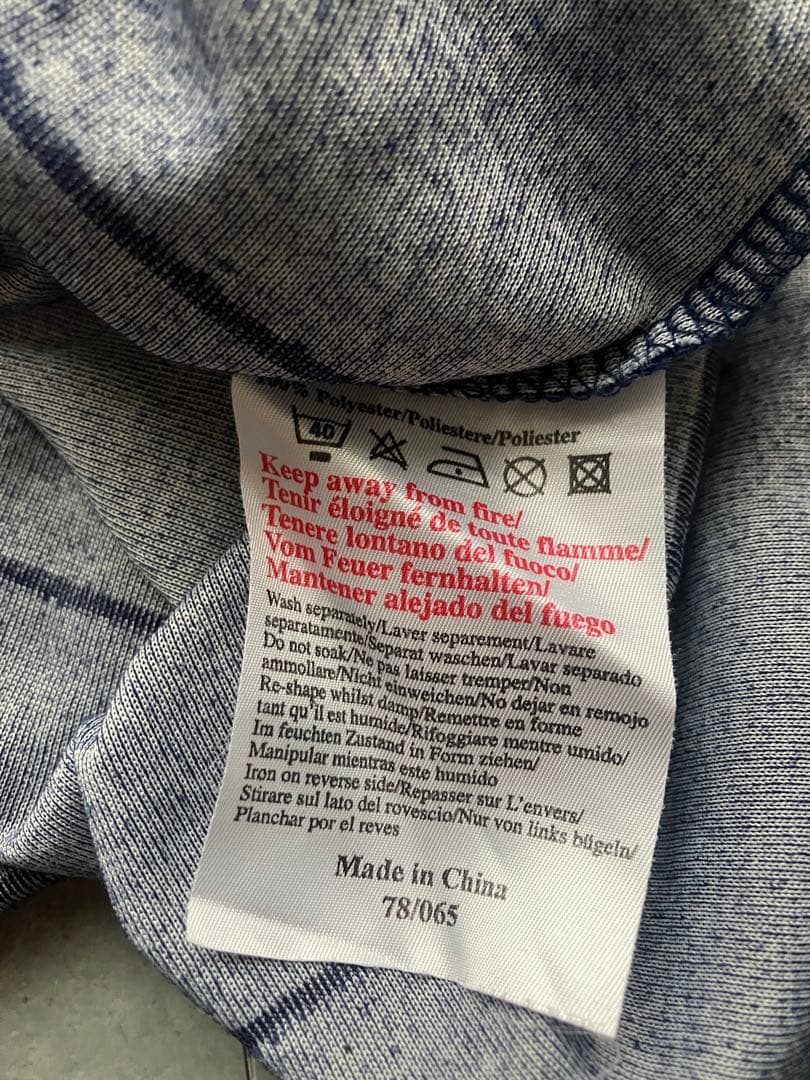 100% Polyester/Poliestere/Poliester
40
Keep away from fire/
Tenir éloigné de toute flamme/
Tenere lontano del fuoco/
Vom Feuer fernhalten/
Mantener alejado del fuego
Wash separately/Laver separement/Lavare
separatamente/Separat waschen/Lavar separado
Do not soak/Ne pas laisser tremper/Non
ammollare/Nicht einweichen/No dejar en remojo
Re-shape whilst damp/Remettre en forme
tant qu'il est humide/Rifoggiare mentre umido/
Im feuchten Zustand in Form ziehen/
Manipular mientras este humido
Iron on reverse side/Repasser sur L'envers/
Stirare sul lato del rovescio/Nur von links bügeln/
Planchar por el reves
Made in China
78/065